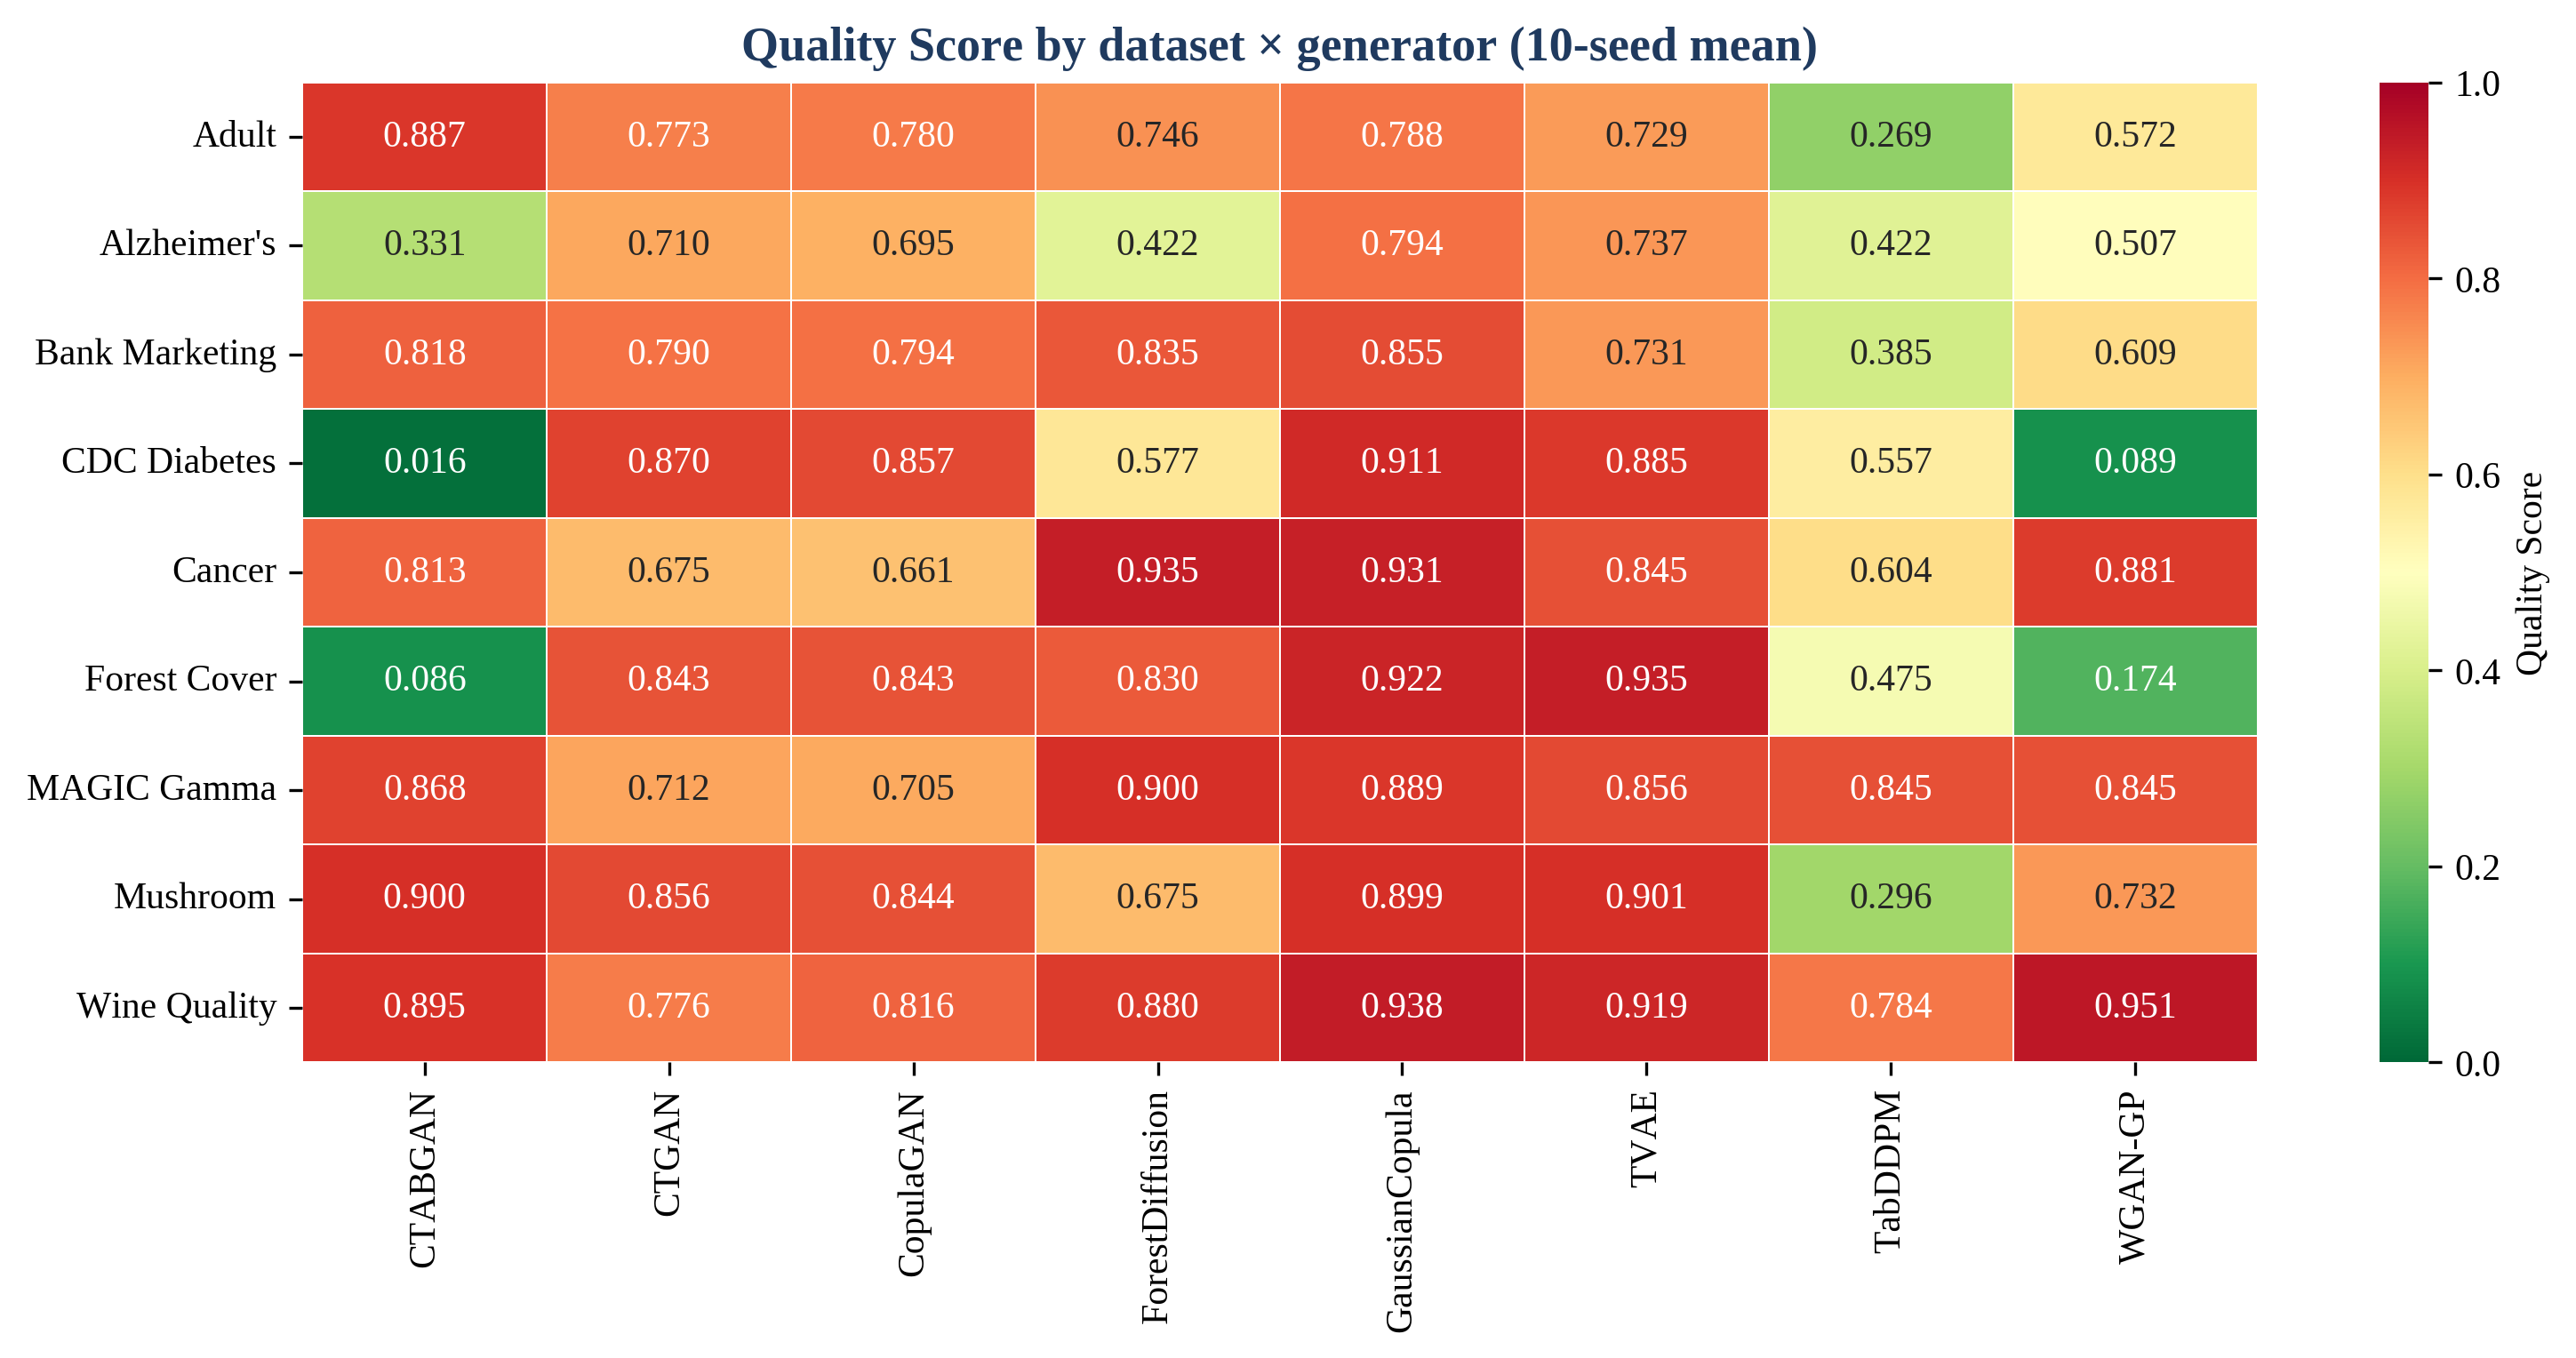 Quality Score by dataset × generator (10-seed mean)
Adult 0.887 0.773 0.780 0.746 0.788 0.729 0.269 0.572
Alzheimer's 0.331 0.710 0.695 0.422 0.794 0.737 0.422 0.507
Bank Marketing 0.818 0.790 0.794 0.835 0.855 0.731 0.385 0.609
CDC Diabetes 0.016 0.870 0.857 0.577 0.911 0.885 0.557 0.089
Cancer 0.813 0.675 0.661 0.935 0.931 0.845 0.604 0.881
Forest Cover 0.086 0.843 0.843 0.830 0.922 0.935 0.475 0.174
MAGIC Gamma 0.868 0.712 0.705 0.900 0.889 0.856 0.845 0.845
Mushroom 0.900 0.856 0.844 0.675 0.899 0.901 0.296 0.732
Wine Quality 0.895 0.776 0.816 0.880 0.938 0.919 0.784 0.951
CTABGAN CTGAN CopulaGAN ForestDiffusion GaussianCopula TVAE TabDDPM WGAN-GP
1.0
0.8
0.6
0.4
0.2
0.0
Quality Score